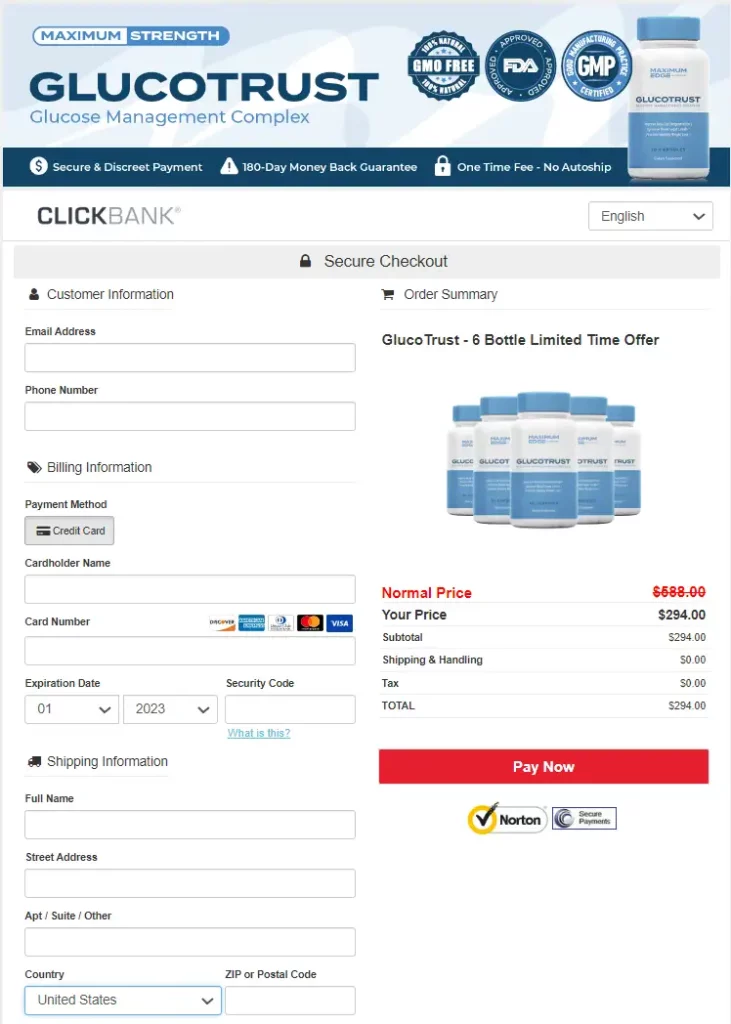 MAXIMUM STRENGTH
GLUCOTRUST
Glucose Management Complex
100% NATURAL
GMO FREE
100% NATURAL
APPROVED
FDA
APPROVED
APPROVED
GOOD MANUFACTURING PRACTICE
GMP
CERTIFIED
MAXIMUM
EDGE
GLUCOTRUST
Secure & Discreet Payment
180-Day Money Back Guarantee
One Time Fee - No Autoship
CLICKBANK®
English
Secure Checkout
Customer Information
Order Summary
Email Address
GlucoTrust - 6 Bottle Limited Time Offer
Phone Number
MAXIMUM
EDGE
GLUCOTRUST
Billing Information
Payment Method
Credit Card
Cardholder Name
Normal Price $588.00
Your Price $294.00
Card Number
DISCOVER
AMERICAN EXPRESS
VISA
Subtotal $294.00
Shipping & Handling $0.00
Expiration Date
Security Code
Tax $0.00
01
2023
TOTAL $294.00
What is this?
Shipping Information
Pay Now
Full Name
Norton
Secure
Payments
Street Address
Apt / Suite / Other
Country
ZIP or Postal Code
United States